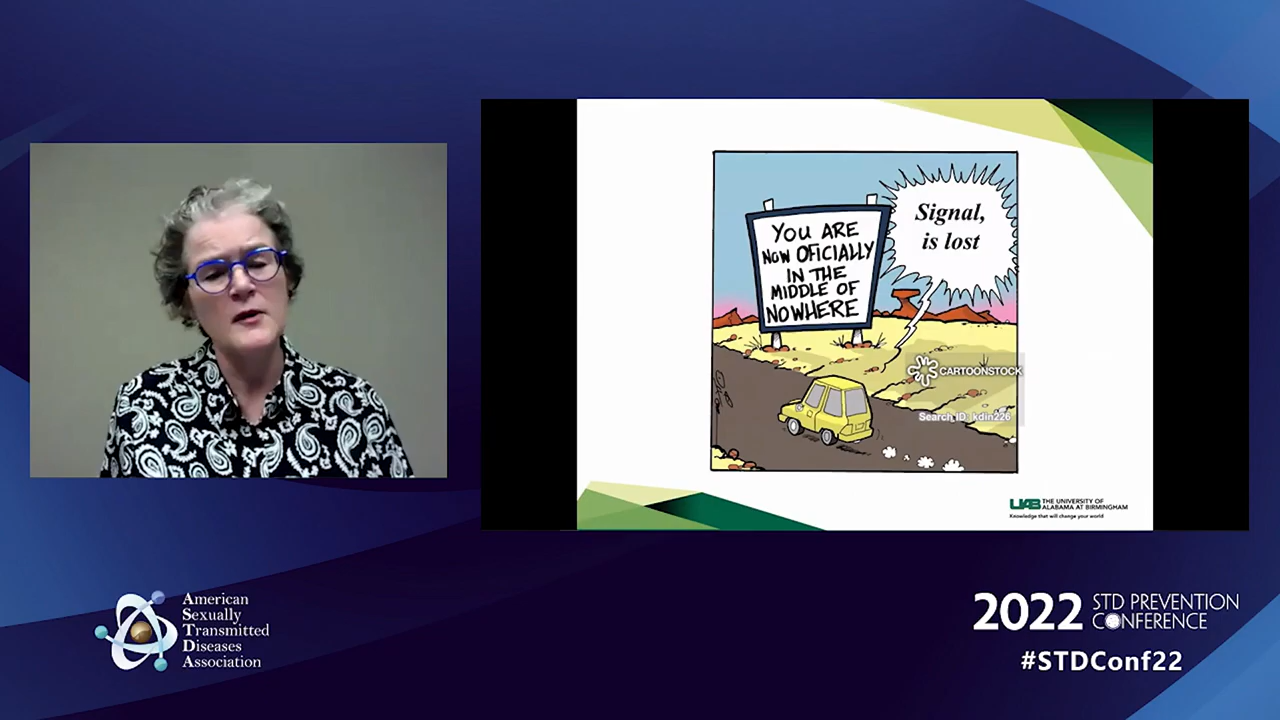 YOU ARE
NOW OFICIALLY
IN THE
MIDDLE OF
NOWHERE
Signal,
is lost
CARTOONSTOCK
Search ID: kdin226
UAB THE UNIVERSITY OF
ALABAMA AT BIRMINGHAM
Knowledge that will change your world
American
Sexually
Transmitted
Diseases
Association
2022 STD PREVENTION
CONFERENCE
#STDConf22